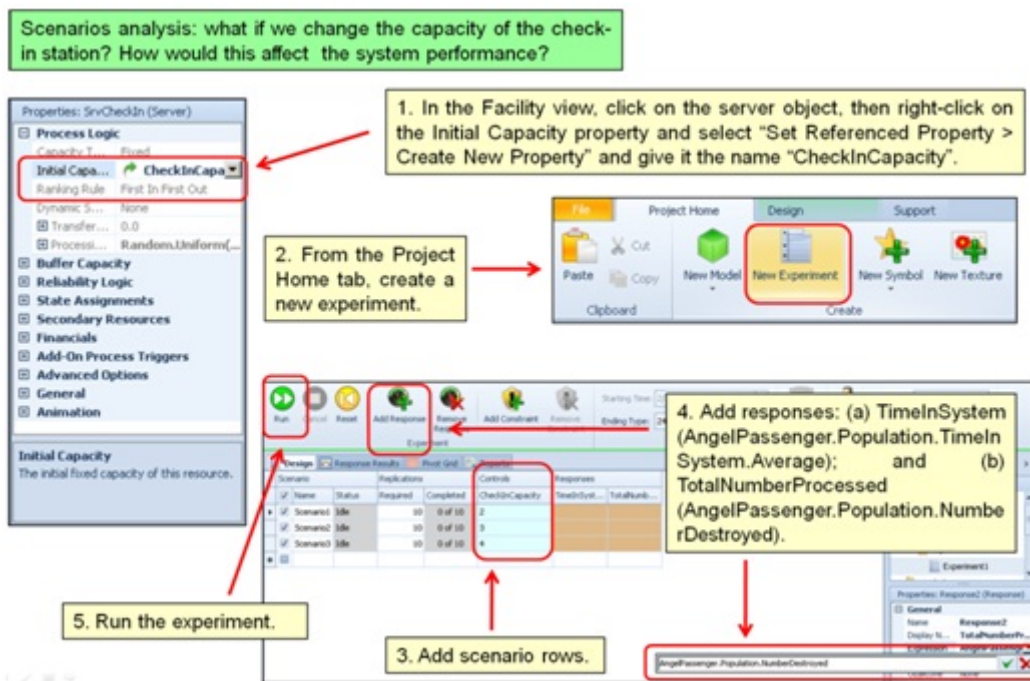 Scenarios analysis: what if we change the capacity of the check-
in station? How would this affect the system performance?
1. In the Facility view, click on the server object, then right-click on
the Initial Capacity property and select “Set Referenced Property >
Create New Property” and give it the name “CheckInCapacity”.
Properties: SrvCheckIn (Server)
Process Logic
Capacity T... Fixed
Initial Capa... CheckInCapa
Ranking Rule First In First Out
Dynamic S... None
Transfer... 0.0
Processi... Random.Uniform(...
Buffer Capacity
Reliability Logic
State Assignments
Secondary Resources
Financials
Add-On Process Triggers
Advanced Options
General
Animation
Initial Capacity
The initial fixed capacity of this resource.
2. From the Project
Home tab, create a
new experiment.
File Project Home Design Support
Paste Cut Copy New Model New Experiment New Symbol New Texture
Clipboard Create
Run Cancel Reset Add Response Remove Add Constraint Remove Starting Time:
Ending Type:
Experiment
Design Response Results Pivot Grid Reports
Scenario Replications Controls Responses
Name Status Required Completed CheckInCapacity TimeInSyst... TotalNumb...
Scenario1 Idle 10 0 of 10 2
Scenario2 Idle 10 0 of 10 3
Scenario3 Idle 10 0 of 10 4
4. Add responses: (a) TimeInSystem
(AngelPassenger.Population.TimeIn
System.Average); and (b)
TotalNumberProcessed
(AngelPassenger.Population.Numbe
rDestroyed).
Experiment1
Properties: Response2 (Response)
General
Name Response2
Display N... TotalNumberPr...
Expression AngelPassenge...
AngelPassenger.Population.NumberDestroyed
5. Run the experiment.
3. Add scenario rows.